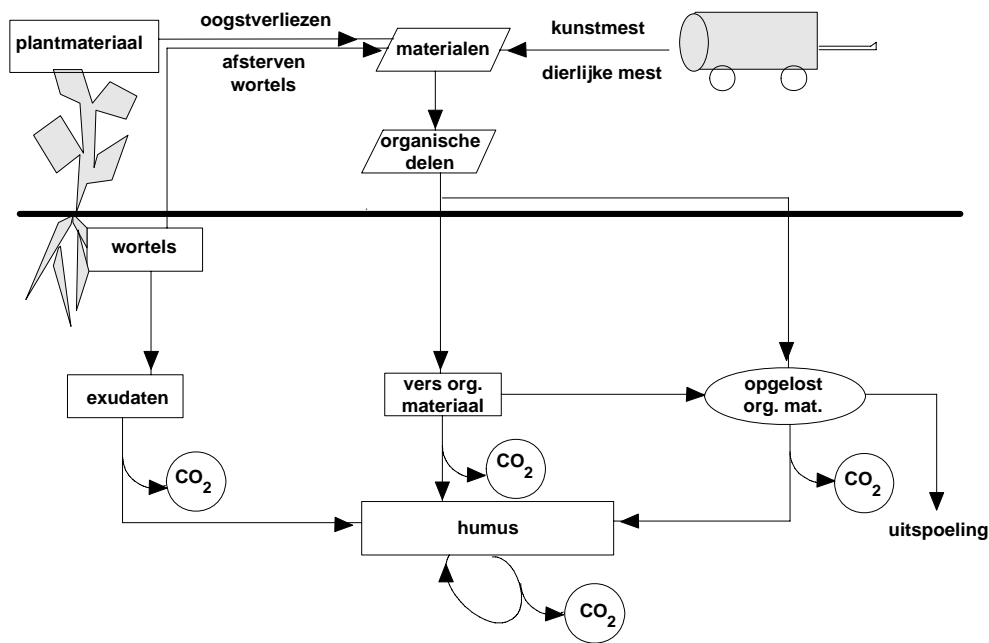 plantmateriaal
oogstverliezen
afsterven
wortels
materialen
kunstmest
dierlijke mest
organische
delen
wortels
exudaten
vers org.
materiaal
opgelost
org. mat.
CO2
CO2
CO2
humus
uitspoeling
CO2